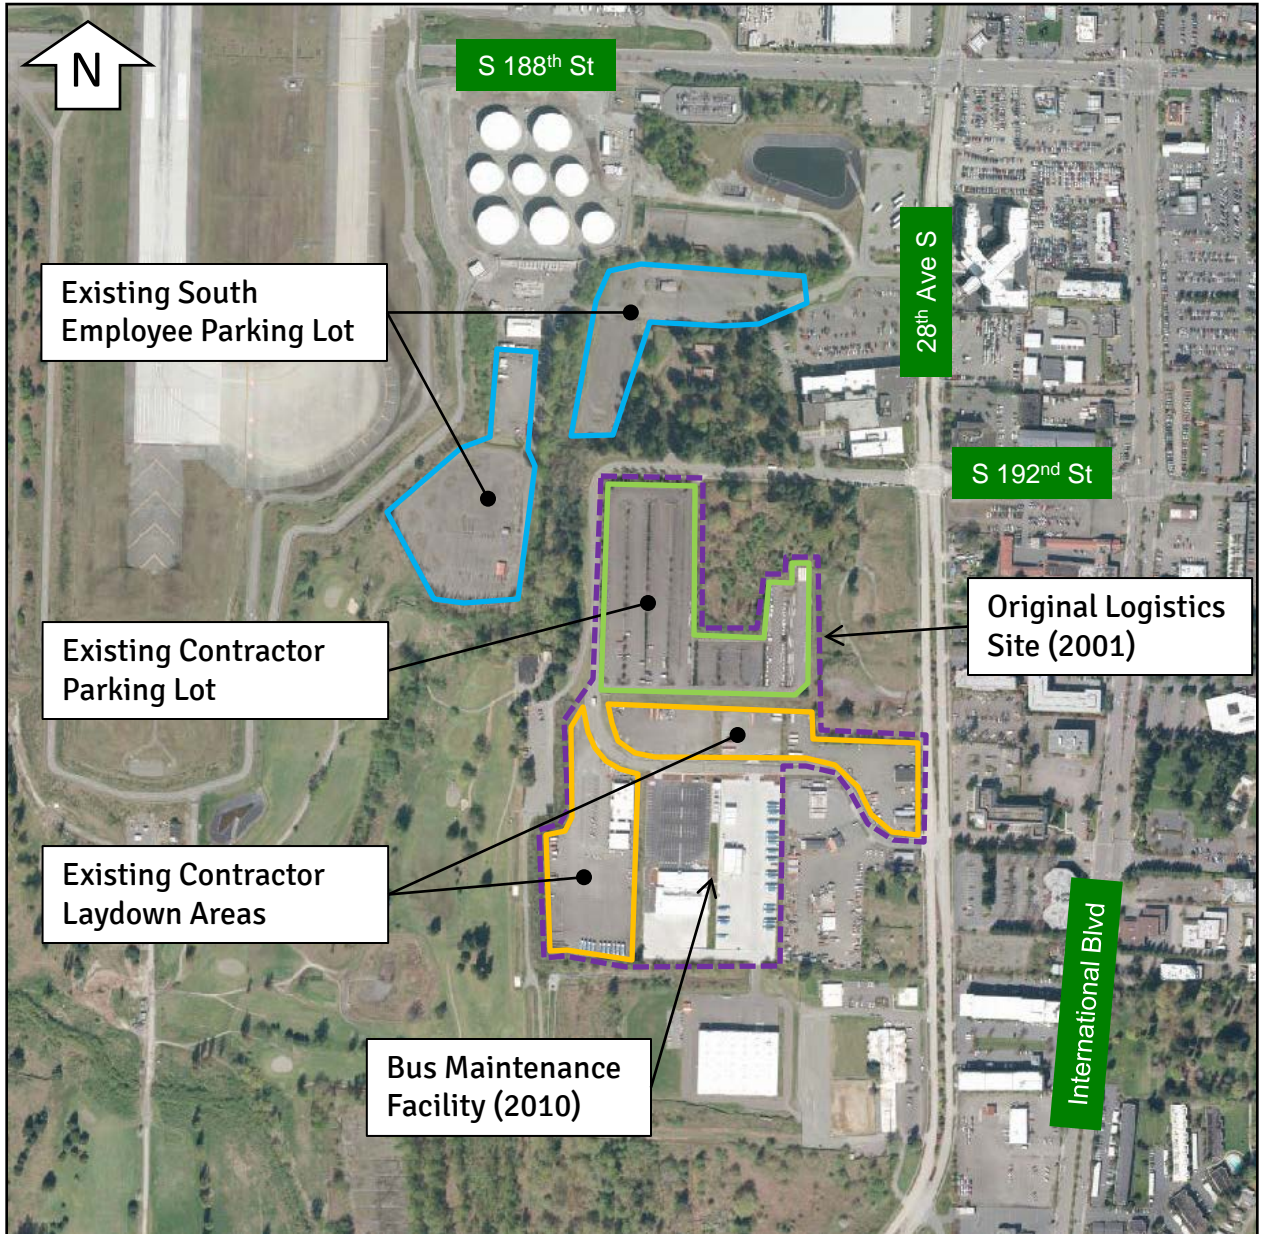 N
S 188th St
28th Ave S
Existing South
Employee Parking Lot
S 192nd St
Original Logistics
Site (2001)
Existing Contractor
Parking Lot
Existing Contractor
Laydown Areas
Bus Maintenance
Facility (2010)
International Blvd